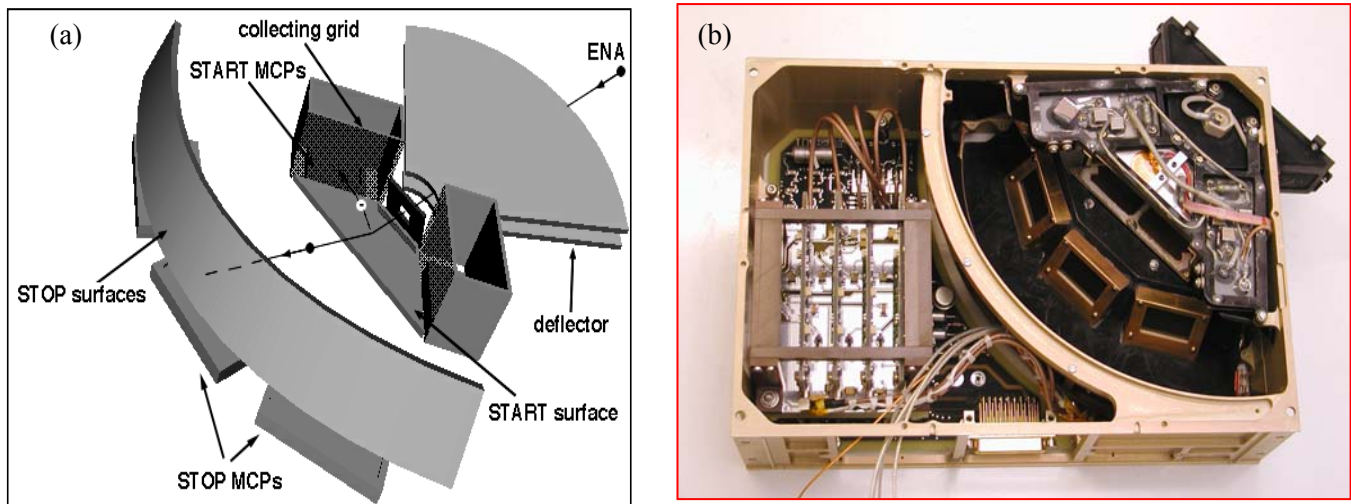 (a)
collecting grid
START MCPs
ENA
STOP surfaces
deflector
START surface
STOP MCPs
(b)